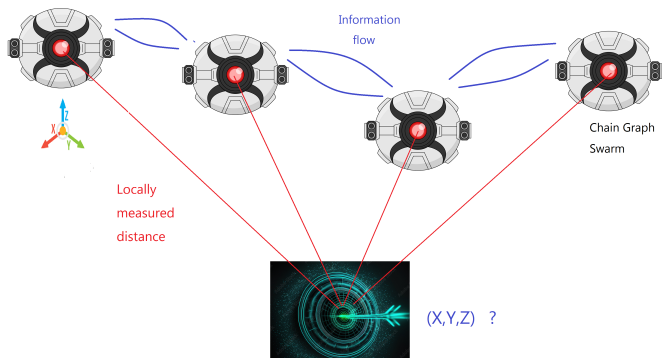 Information
flow
Z
X
Y
Chain Graph
Swarm
Locally
measured
distance
(X,Y,Z) ?